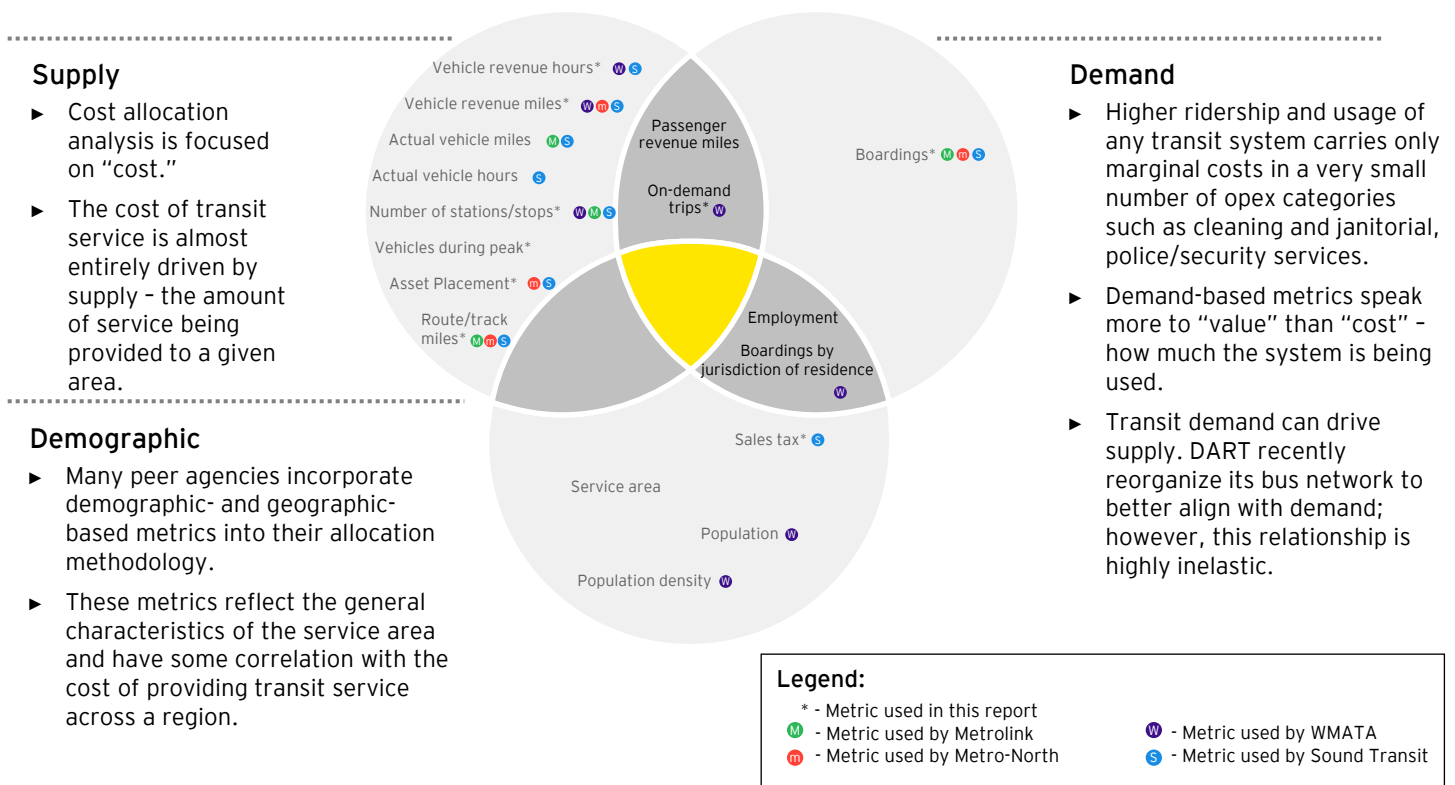 Supply
► Cost allocation
analysis is focused
on “cost.”
► The cost of transit
service is almost
entirely driven by
supply – the amount
of service being
provided to a given
area.
Demographic
► Many peer agencies incorporate
demographic- and geographic-
based metrics into their allocation
methodology.
► These metrics reflect the general
characteristics of the service area
and have some correlation with the
cost of providing transit service
across a region.
Vehicle revenue hours* W S
Vehicle revenue miles* W m S
Actual vehicle miles M S
Actual vehicle hours S
Number of stations/stops* W M S
Vehicles during peak*
Asset Placement* m S
Route/track
miles* M m S
Passenger
revenue miles
On-demand
trips* W
Boardings* M m S
Employment
Boardings by
jurisdiction of residence
W
Sales tax* S
Service area
Population W
Population density W
Demand
► Higher ridership and usage of
any transit system carries only
marginal costs in a very small
number of opex categories
such as cleaning and janitorial,
police/security services.
► Demand-based metrics speak
more to “value” than “cost” –
how much the system is being
used.
► Transit demand can drive
supply. DART recently
reorganize its bus network to
better align with demand;
however, this relationship is
highly inelastic.
Legend:
* - Metric used in this report
M - Metric used by Metrolink
m - Metric used by Metro-North
W - Metric used by WMATA
S - Metric used by Sound Transit